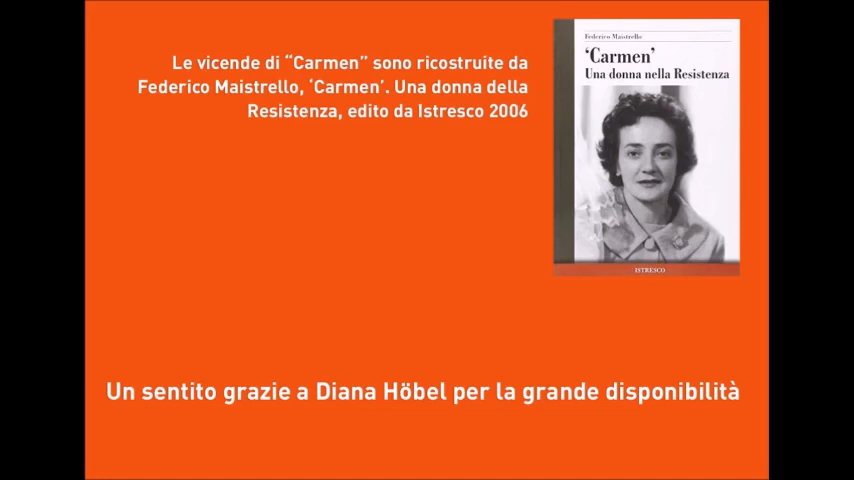 Le vicende di “Carmen” sono ricostruite da
Federico Maistrello, ‘Carmen’. Una donna della
Resistenza, edito da Istresco 2006
Federico Maistrello
‘Carmen’
Una donna nella Resistenza
ISTRESCO
Un sentito grazie a Diana Höbel per la grande disponibilità